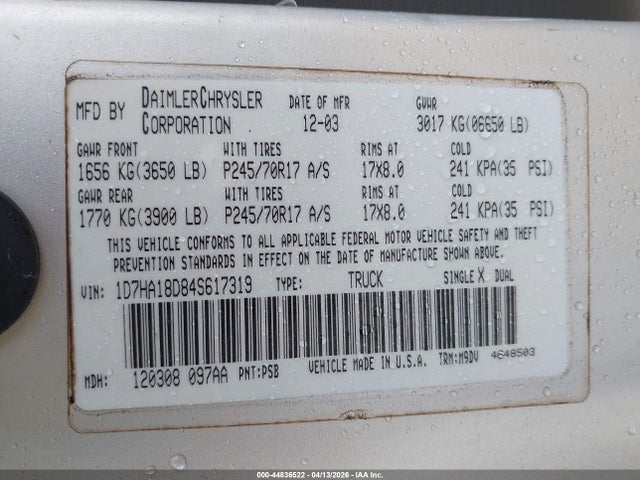 MFD BY DAIMLERCHRYSLER CORPORATION DATE OF MFR 12-03 GVWR 3017 KG(06650 LB)
GAWR FRONT WITH TIRES RIMS AT COLD
1656 KG(3650 LB) P245/70R17 A/S 17X8.0 241 KPA(35 PSI)
GAWR REAR WITH TIRES RIMS AT COLD
1770 KG(3900 LB) P245/70R17 A/S 17X8.0 241 KPA(35 PSI)
THIS VEHICLE CONFORMS TO ALL APPLICABLE FEDERAL MOTOR VEHICLE SAFETY AND THEFT
PREVENTION STANDARDS IN EFFECT ON THE DATE OF MANUFACTURE SHOWN ABOVE.
VIN: 1D7HA18D84S617319 TYPE: TRUCK SINGLE X DUAL
MDH: 120308 097AA PNT:PSB VEHICLE MADE IN U.S.A. TRM:M9DV 4648503
000-44836522 - 04/13/2026 - IAA Inc.